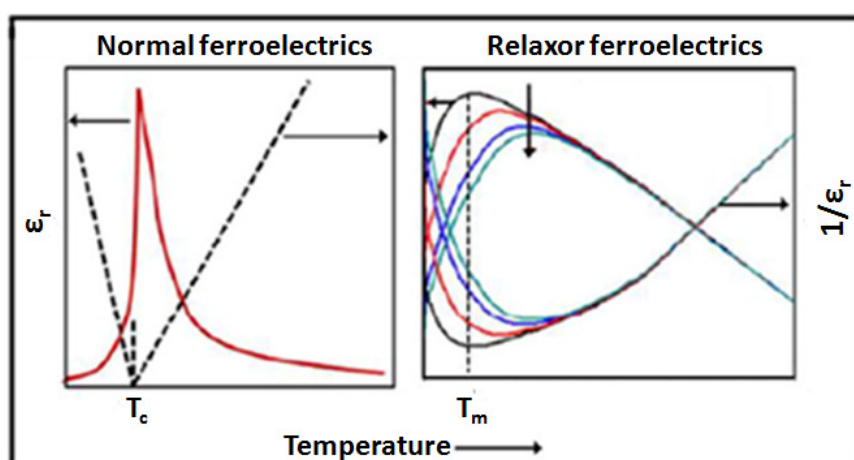 Normal ferroelectrics
Relaxor ferroelectrics
εr
1/εr
Tc
Tm
Temperature